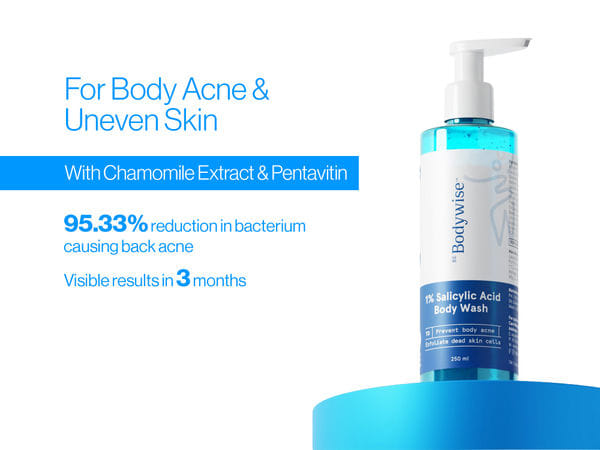 For Body Acne &
Uneven Skin
With Chamomile Extract & Pentavitin
95.33% reduction in bacterium
causing back acne
Visible results in 3 months
Bodywise
1% Salicylic Acid
Body Wash
Prevent body acne
Exfoliate dead skin cells
250 ml